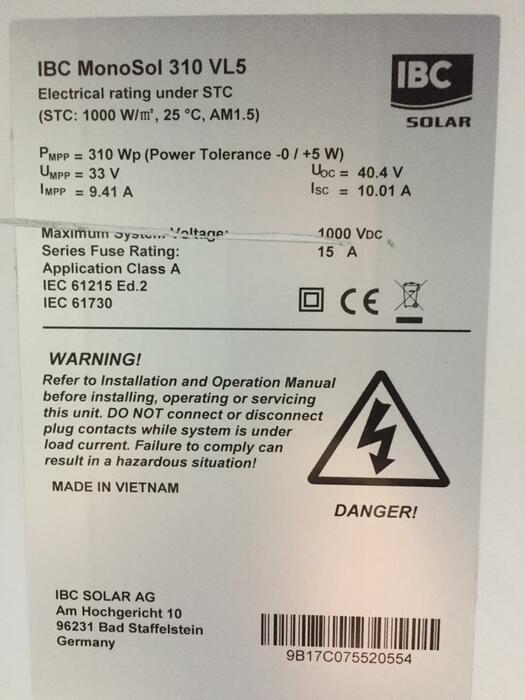 IBC MonoSol 310 VL5
Electrical rating under STC
(STC: 1000 W/m², 25 °C, AM1.5)
IBC
SOLAR
PMPP = 310 Wp (Power Tolerance -0 / +5 W)
UMPP = 33 V UOC = 40.4 V
IMPP = 9.41 A ISC = 10.01 A
Maximum System Voltage: 1000 VDC
Series Fuse Rating: 15 A
Application Class A
IEC 61215 Ed.2
IEC 61730
CE
WARNING!
Refer to Installation and Operation Manual
before installing, operating or servicing
this unit. DO NOT connect or disconnect
plug contacts while system is under
load current. Failure to comply can
result in a hazardous situation!
MADE IN VIETNAM
DANGER!
IBC SOLAR AG
Am Hochgericht 10
96231 Bad Staffelstein
Germany
9B17C075520554